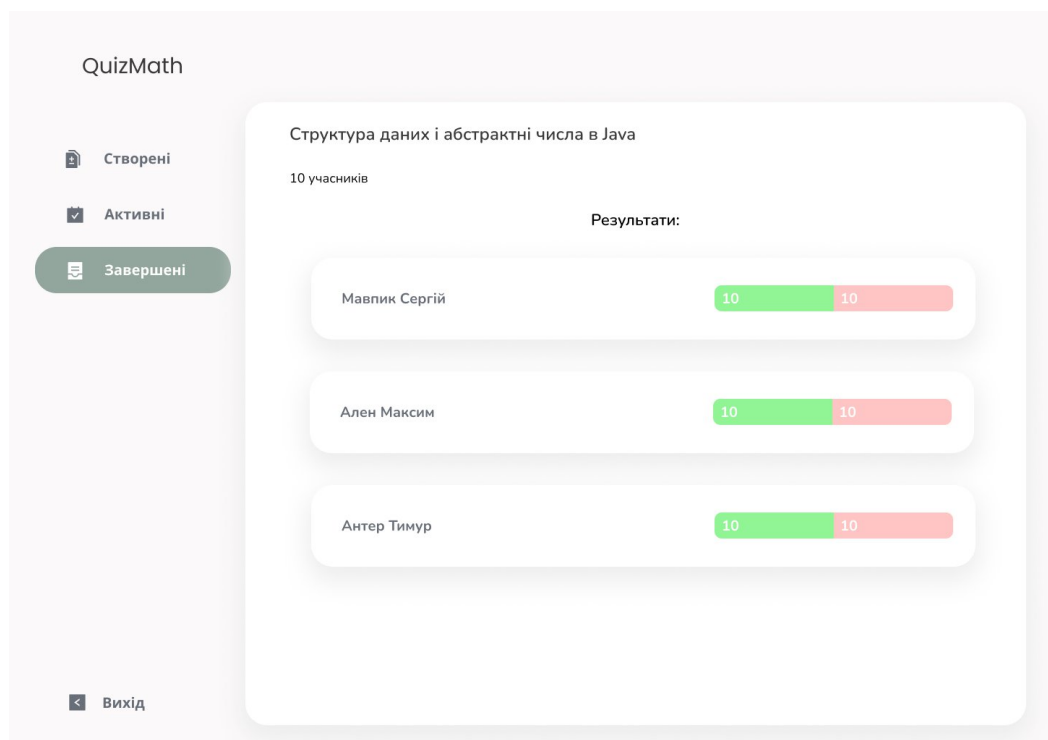 QuizMath
Створені
Активні
Завершені
Вихід
Структура даних і абстрактні числа в Java
10 учасників
Результати:
Мавпик Сергій 10 10
Ален Максим 10 10
Антер Тимур 10 10